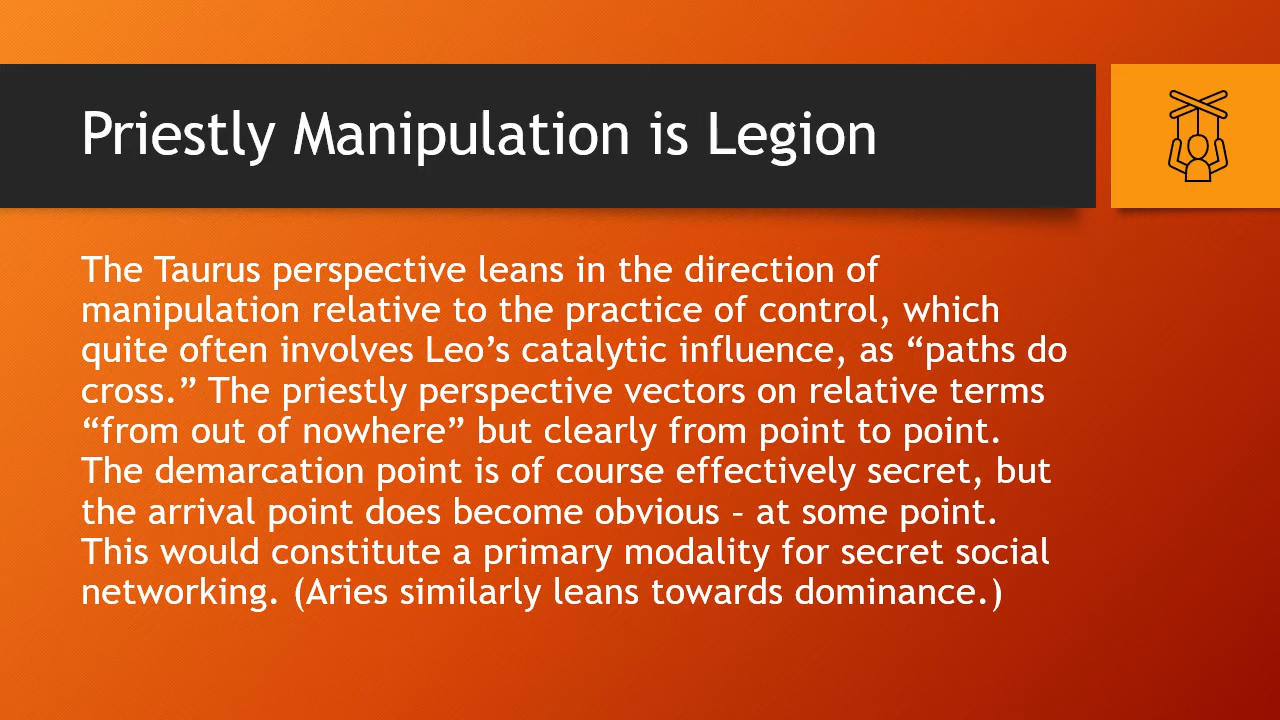 Priestly Manipulation is Legion
The Taurus perspective leans in the direction of
manipulation relative to the practice of control, which
quite often involves Leo’s catalytic influence, as “paths do
cross.” The priestly perspective vectors on relative terms
“from out of nowhere” but clearly from point to point.
The demarcation point is of course effectively secret, but
the arrival point does become obvious – at some point.
This would constitute a primary modality for secret social
networking. (Aries similarly leans towards dominance.)